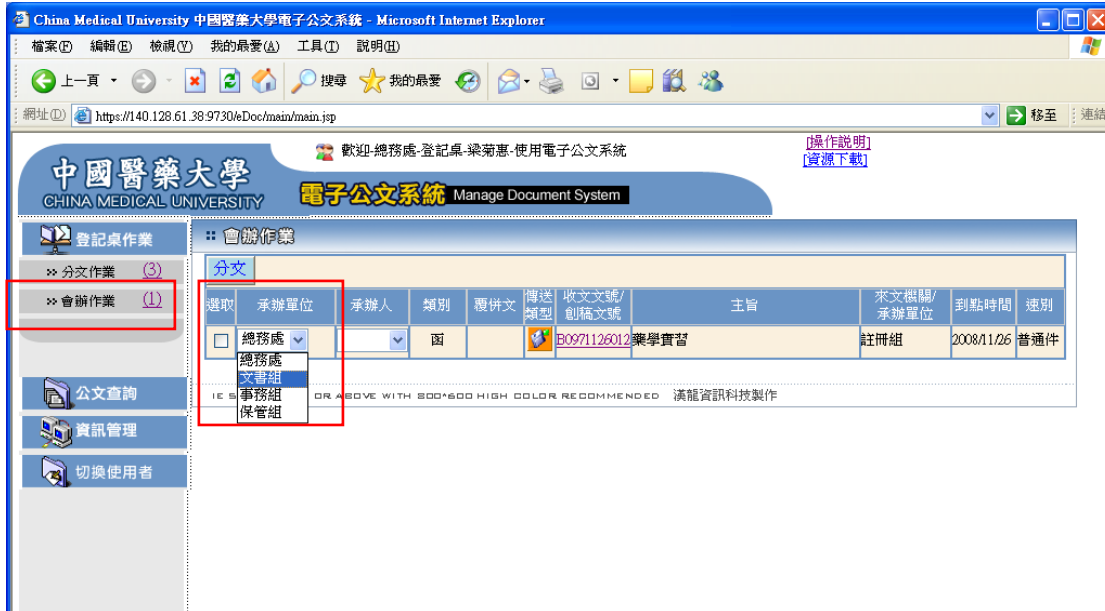 China Medical University 中國醫藥大學電子公文系統 - Microsoft Internet Explorer
檔案(F) 編輯(E) 檢視(V) 我的最愛(A) 工具(T) 說明(H)
上一頁 搜尋 我的最愛
網址(D) https://140.128.61.38:9730/eDoc/main/main.jsp 移至 連結
歡迎-總務處-登記桌-梁菊惠-使用電子公文系統
[操作說明]
[資源下載]
中國醫藥大學
CHINA MEDICAL UNIVERSITY
電子公文系統 Manage Document System
登記桌作業
分文作業 (3)
會辦作業 (1)
公文查詢
資訊管理
切換使用者
會辦作業
分文
選取 承辦單位 承辦人 類別 覆併文 傳送類型 收文文號/創稿文號 主旨 來文機關/承辦單位 到點時間 速別
總務處 函 B0971126012 藥學實習 註冊組 2008/11/26 普通件
總務處
文書組
事務組
保管組
IE 5 OR ABOVE WITH 800*600 HIGH COLOR RECOMMENDED 漢龍資訊科技製作